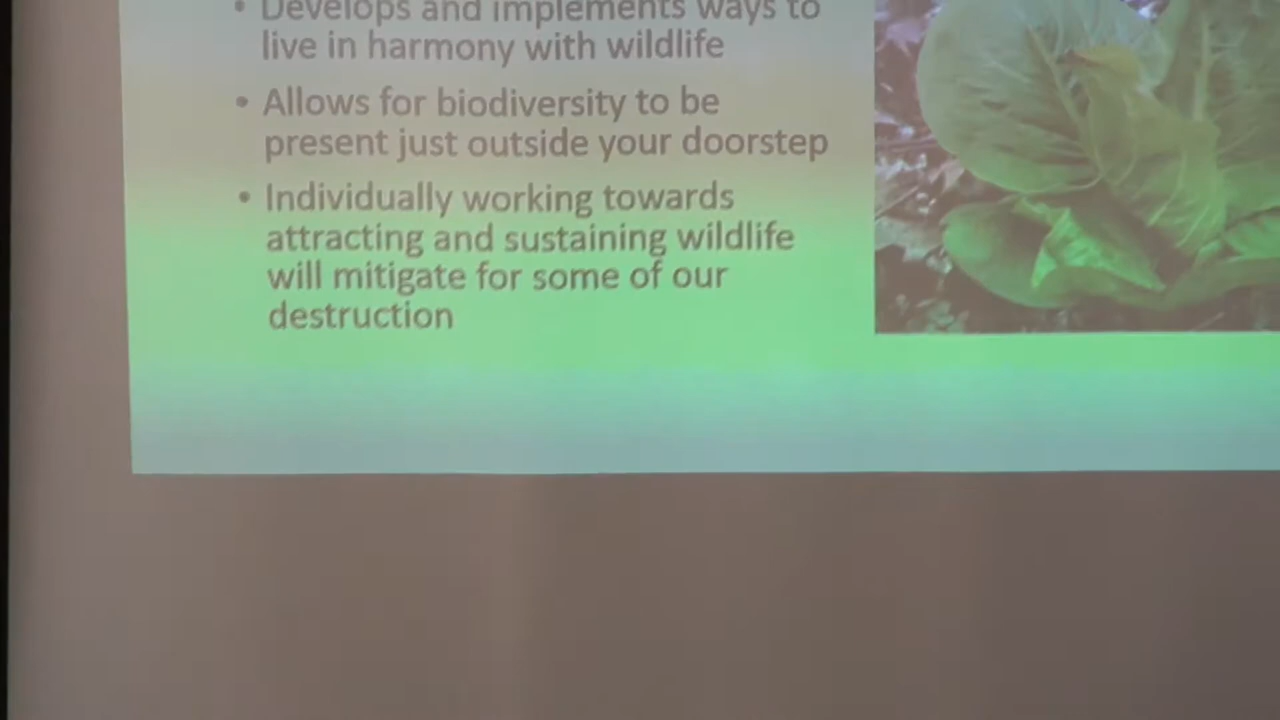 • Develops and implements ways to
live in harmony with wildlife
• Allows for biodiversity to be
present just outside your doorstep
• Individually working towards
attracting and sustaining wildlife
will mitigate for some of our
destruction